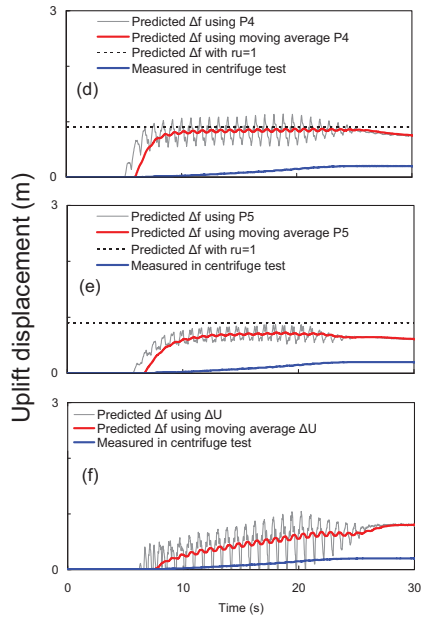 Uplift displacement (m)
3
Predicted Δf using P4
Predicted Δf using moving average P4
Predicted Δf with ru=1
Measured in centrifuge test
(d)
0
3
Predicted Δf using P5
Predicted Δf using moving average P5
Predicted Δf with ru=1
Measured in centrifuge test
(e)
0
3
Predicted Δf using ΔU
Predicted Δf using moving average ΔU
Measured in centrifuge test
(f)
0
0 10 20 30
Time (s)